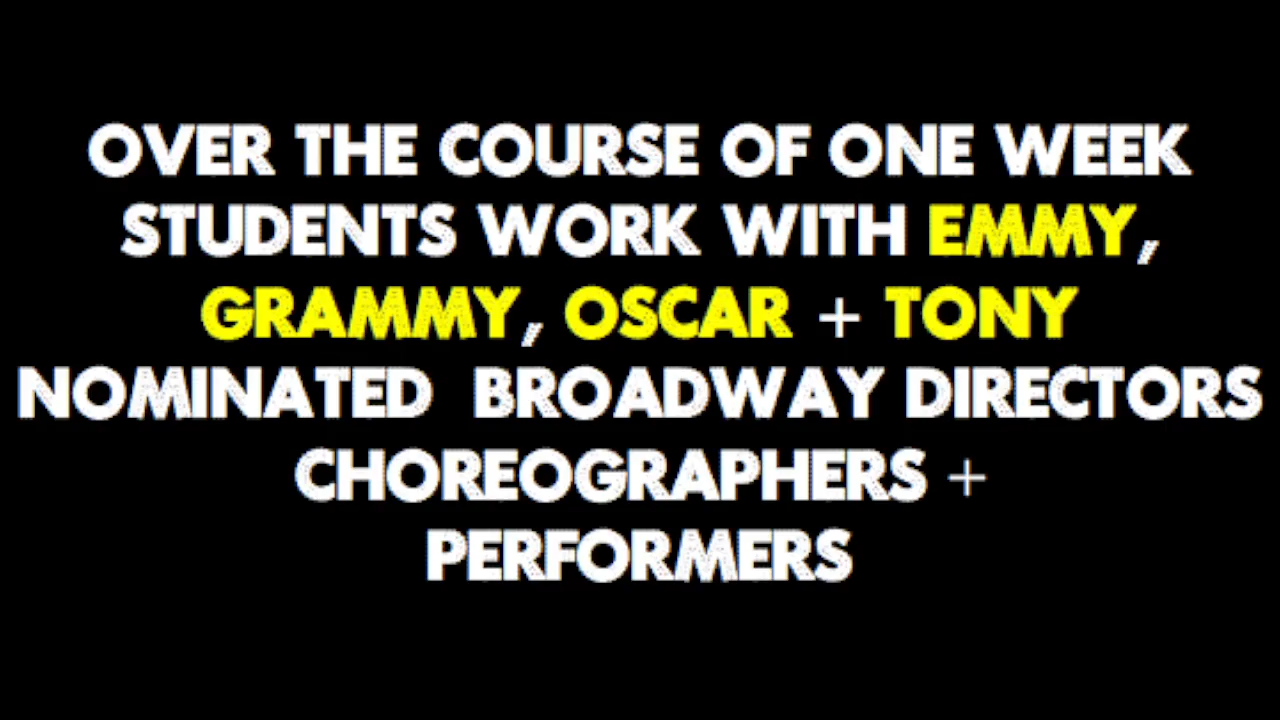 OVER THE COURSE OF ONE WEEK
STUDENTS WORK WITH EMMY,
GRAMMY, OSCAR + TONY
NOMINATED BROADWAY DIRECTORS
CHOREOGRAPHERS +
PERFORMERS